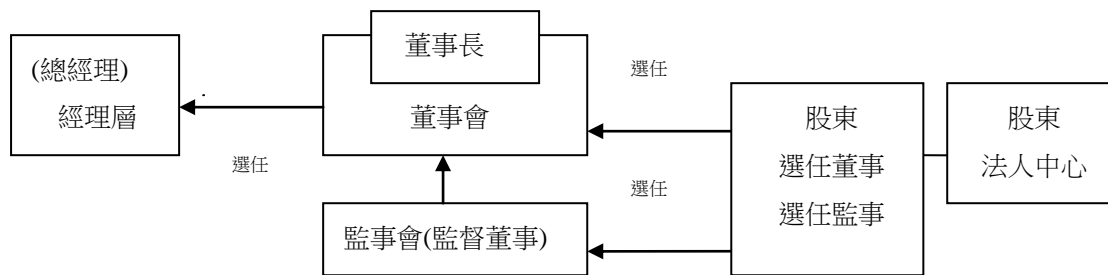 董事長
(總經理)
經理層
董事會
選任
選任
選任
監事會(監督董事)
股東
選任董事
選任監事
股東
法人中心